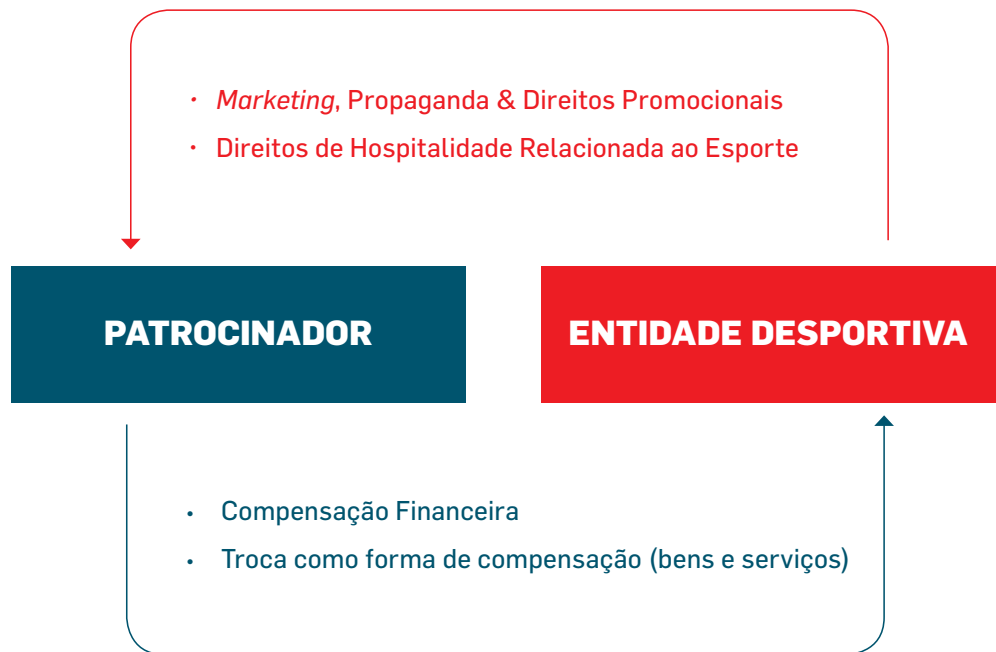 • Marketing, Propaganda & Direitos Promocionais
• Direitos de Hospitalidade Relacionada ao Esporte
PATROCINADOR
ENTIDADE DESPORTIVA
• Compensação Financeira
• Troca como forma de compensação (bens e serviços)